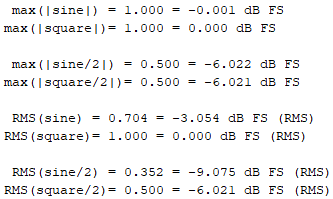 max(|sine|) = 1.000 = -0.001 dB FS
max(|square|)= 1.000 = 0.000 dB FS
max(|sine/2|) = 0.500 = -6.022 dB FS
max(|square/2|)= 0.500 = -6.021 dB FS
RMS(sine) = 0.704 = -3.054 dB FS (RMS)
RMS(square)= 1.000 = 0.000 dB FS (RMS)
RMS(sine/2) = 0.352 = -9.075 dB FS (RMS)
RMS(square/2)= 0.500 = -6.021 dB FS (RMS)